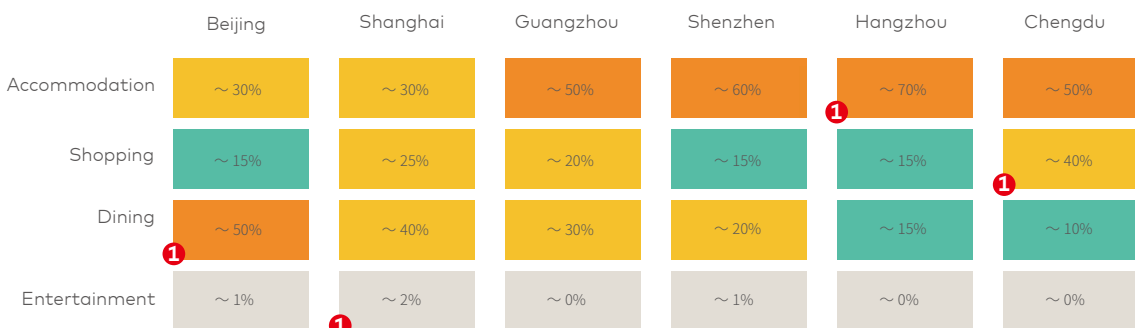 Beijing Shanghai Guangzhou Shenzhen Hangzhou Chengdu
Accommodation ～ 30% ～ 30% ～ 50% ～ 60% ～ 70% ～ 50%
1
Shopping ～ 15% ～ 25% ～ 20% ～ 15% ～ 15% ～ 40%
1
Dining ～ 50% ～ 40% ～ 30% ～ 20% ～ 15% ～ 10%
1
Entertainment ～ 1% ～ 2% ～ 0% ～ 1% ～ 0% ～ 0%
1